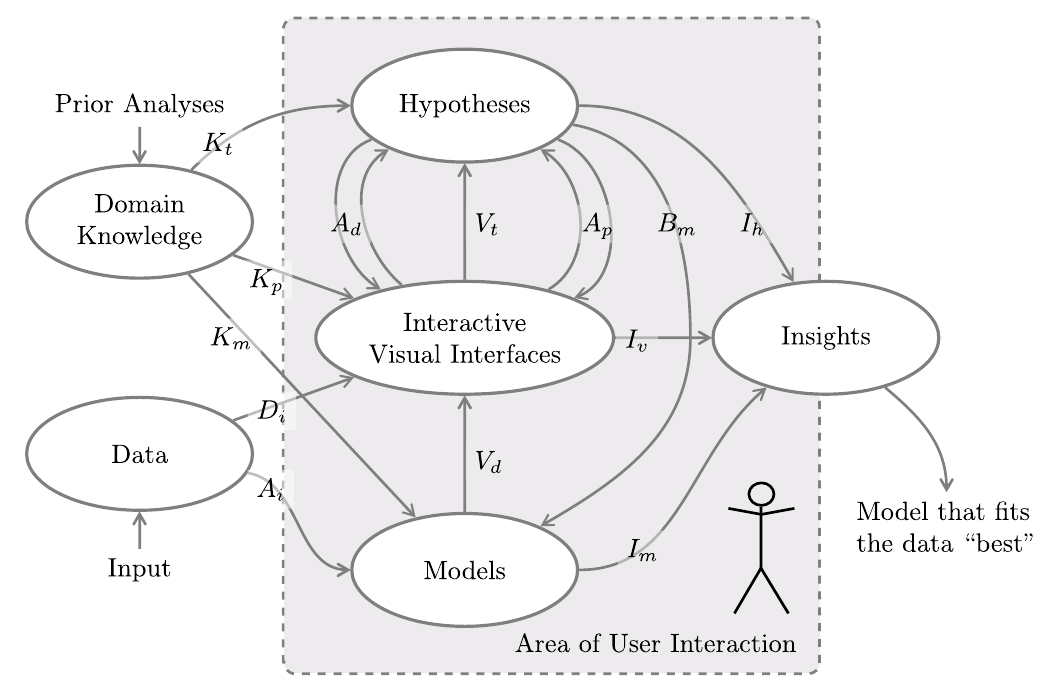 Prior Analyses
Hypotheses
K_t
Domain
Knowledge
A_d
V_t
A_p
B_m
I_h
K_p
K_m
Interactive
Visual Interfaces
I_v
Insights
D_i
Data
A_i
V_d
Input
Models
I_m
Model that fits
the data “best”
Area of User Interaction